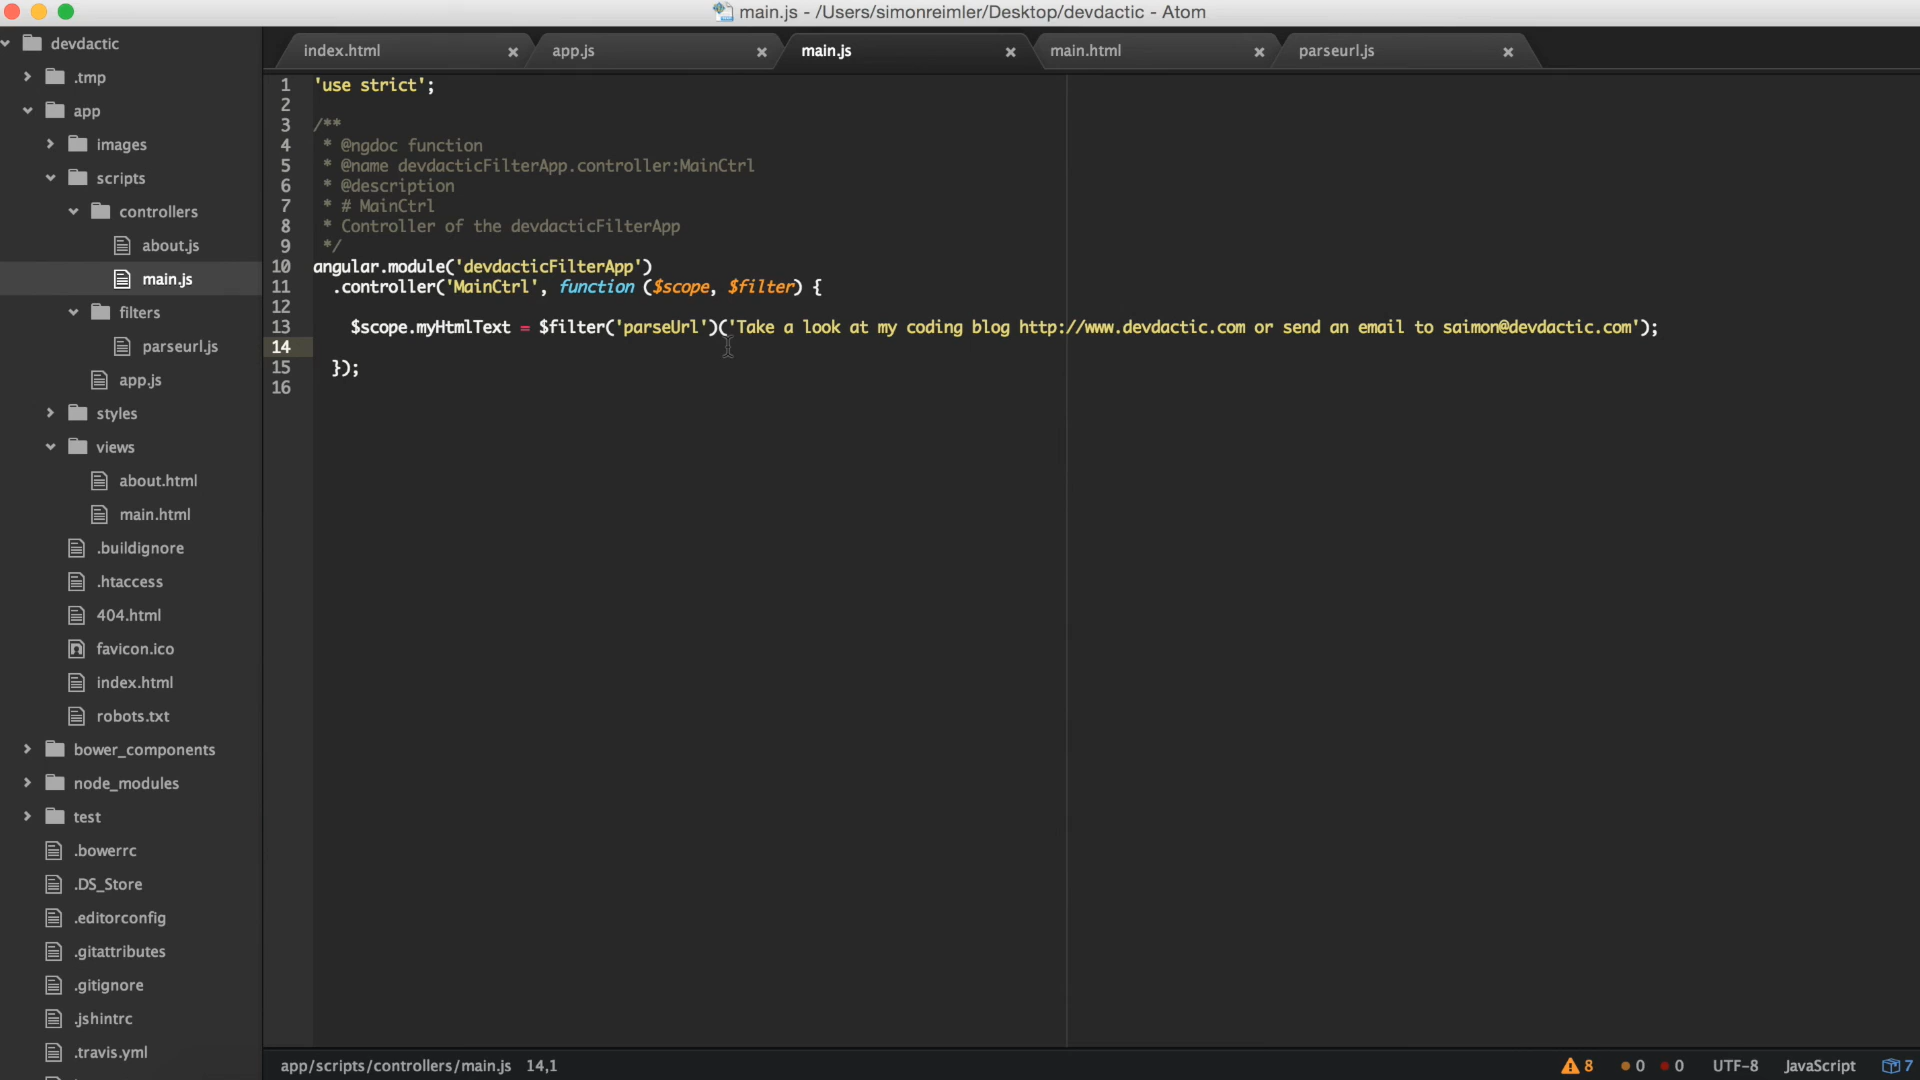 main.js - /Users/simonreimler/Desktop/devdactic - Atom
devdactic
.tmp
app
images
scripts
controllers
about.js
main.js
filters
parseurl.js
app.js
styles
views
about.html
main.html
.buildignore
.htaccess
404.html
favicon.ico
index.html
robots.txt
bower_components
node_modules
test
.bowerrc
.DS_Store
.editorconfig
.gitattributes
.gitignore
.jshintrc
.travis.yml
index.html app.js main.js main.html parseurl.js
1 'use strict';
2
3 /**
4 * @ngdoc function
5 * @name devdacticFilterApp.controller:MainCtrl
6 * @description
7 * # MainCtrl
8 * Controller of the devdacticFilterApp
9 */
10 angular.module('devdacticFilterApp')
11 .controller('MainCtrl', function ($scope, $filter) {
12
13 $scope.myHtmlText = $filter('parseUrl')('Take a look at my coding blog http://www.devdactic.com or send an email to saimon@devdactic.com');
14
15 });
16
app/scripts/controllers/main.js 14,1 8 0 0 UTF-8 JavaScript 7